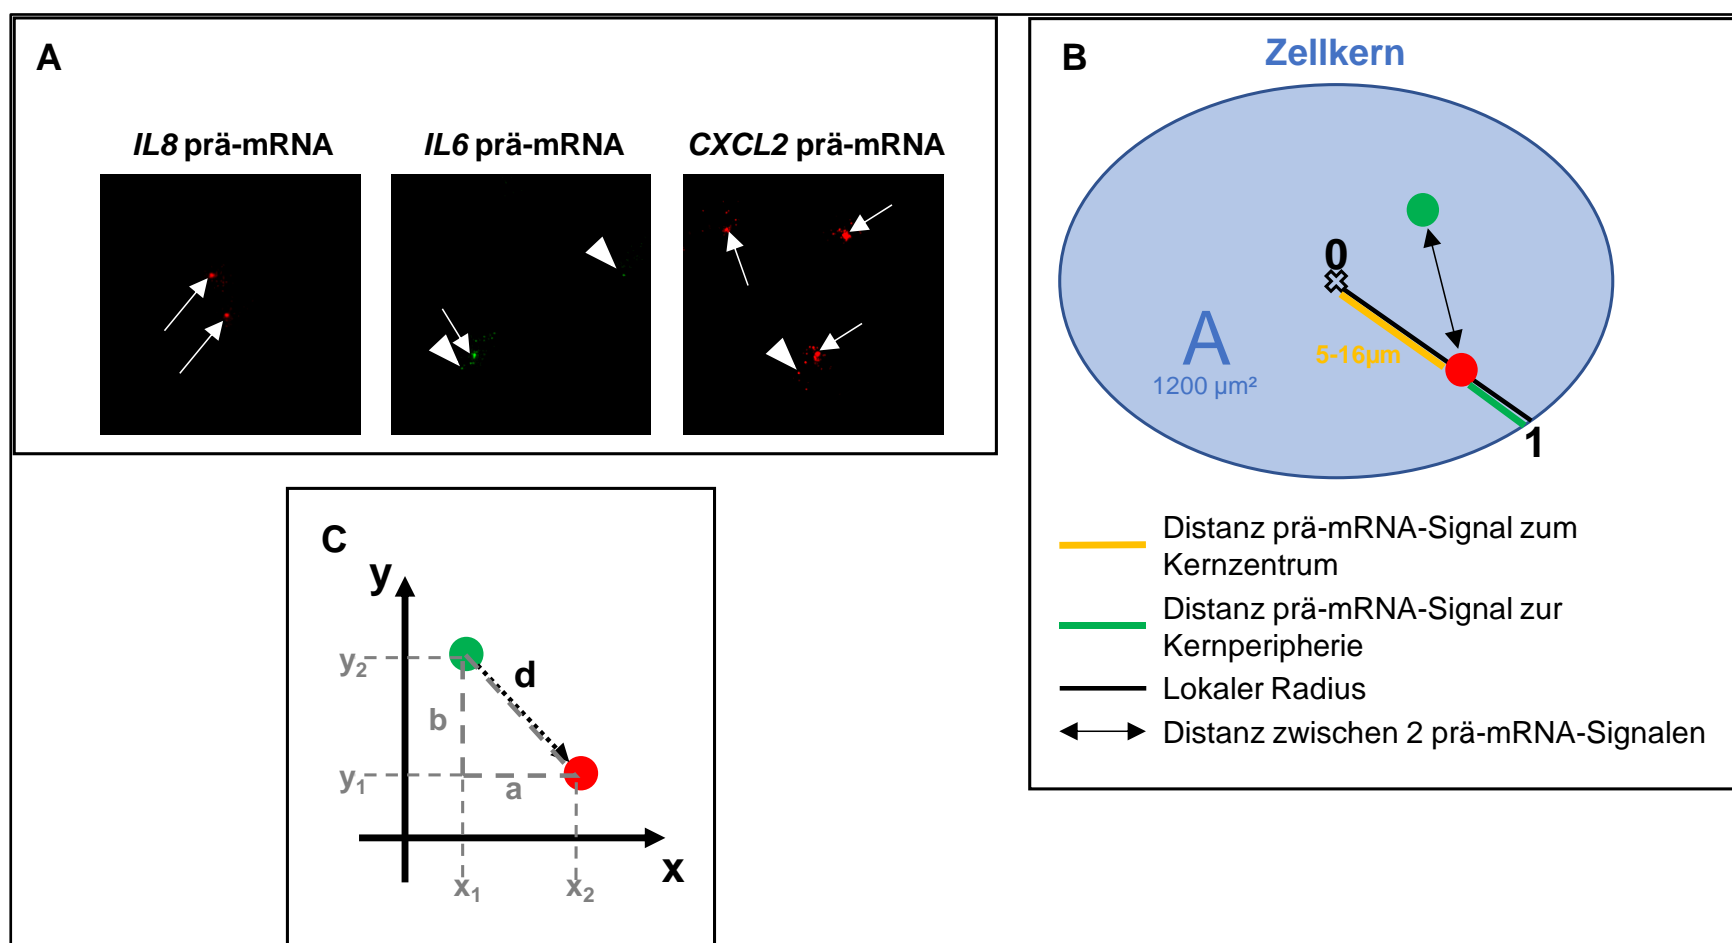 A
IL8 prä-mRNA
IL6 prä-mRNA
CXCL2 prä-mRNA
B
Zellkern
0
A
1200 µm²
5-16µm
1
Distanz prä-mRNA-Signal zum
Kernzentrum
Distanz prä-mRNA-Signal zur
Kernperipherie
Lokaler Radius
Distanz zwischen 2 prä-mRNA-Signalen
C
y
y₂
d
b
y₁
a
x₁
x₂
x